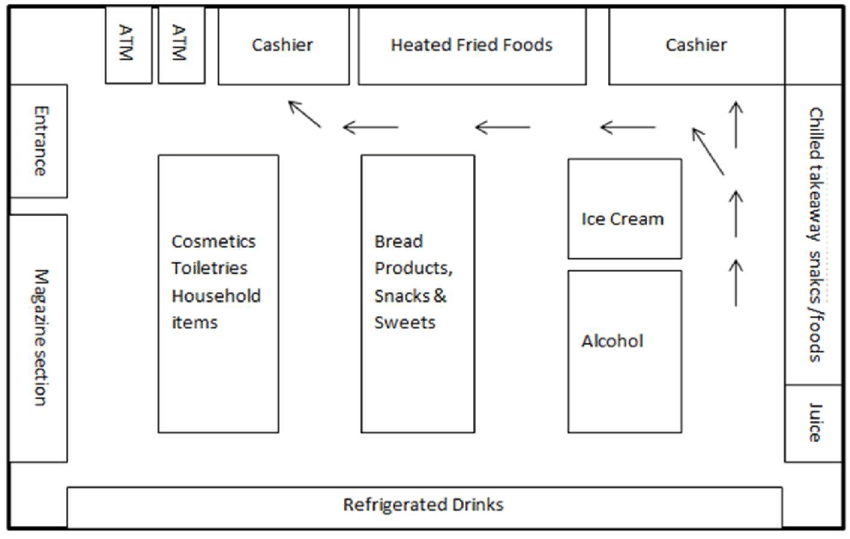 ATM
ATM
Cashier
Heated Fried Foods
Cashier
Entrance
Chilled takeaway snakcs /foods
Ice Cream
Cosmetics
Toiletries
Household
items
Bread
Products,
Snacks &
Sweets
Magazine section
Alcohol
Juice
Refrigerated Drinks